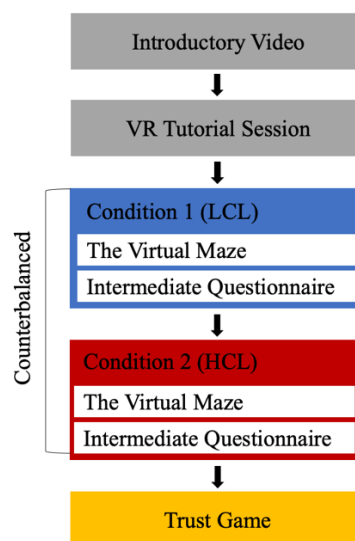 Introductory Video
VR Tutorial Session
Counterbalanced
Condition 1 (LCL)
The Virtual Maze
Intermediate Questionnaire
Condition 2 (HCL)
The Virtual Maze
Intermediate Questionnaire
Trust Game